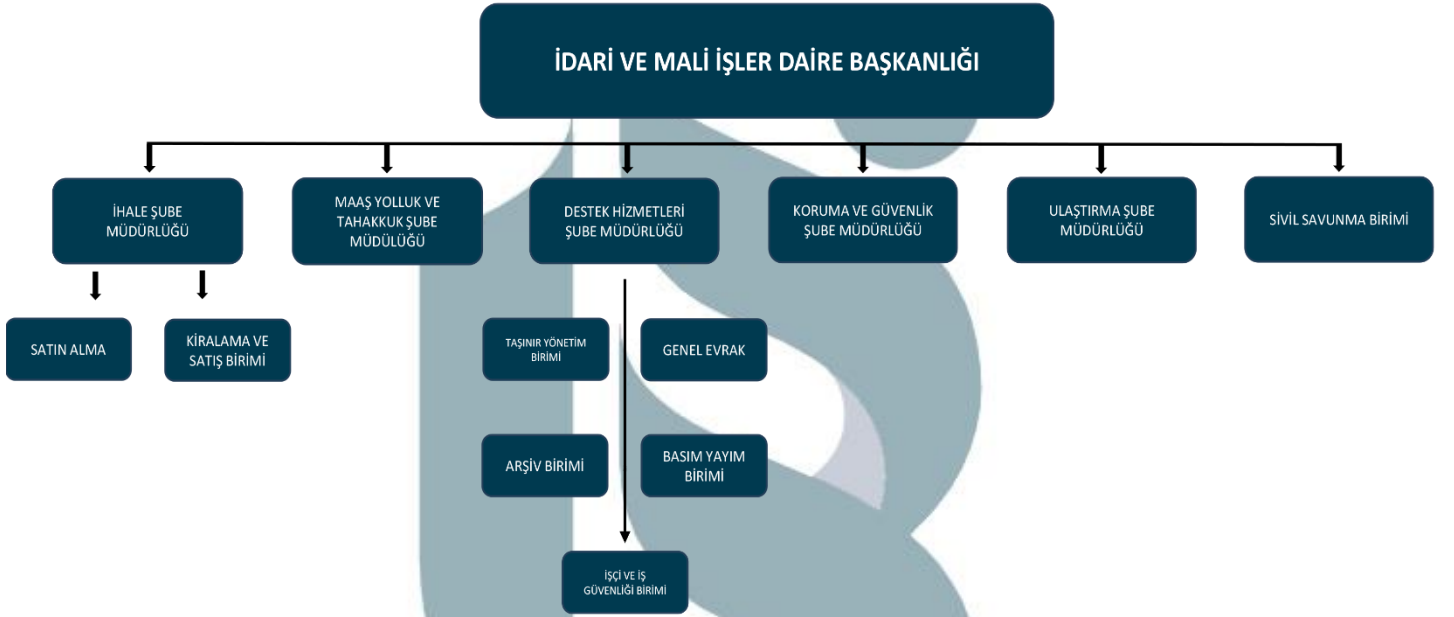 İDARİ VE MALİ İŞLER DAİRE BAŞKANLIĞI
İHALE ŞUBE
MÜDÜRLÜĞÜ
MAAŞ YOLLUK VE
TAHAKKUK ŞUBE
MÜDÜLÜĞÜ
DESTEK HİZMETLERİ
ŞUBE MÜDÜRLÜĞÜ
KORUMA VE GÜVENLİK
ŞUBE MÜDÜRLÜĞÜ
ULAŞTIRMA ŞUBE
MÜDÜRLÜĞÜ
SİVİL SAVUNMA BİRİMİ
SATIN ALMA
KİRALAMA VE
SATIŞ BİRİMİ
TAŞINIR YÖNETİM
BİRİMİ
GENEL EVRAK
ARŞİV BİRİMİ
BASIM YAYIM
BİRİMİ
İŞÇİ VE İŞ
GÜVENLİĞİ BİRİMİ